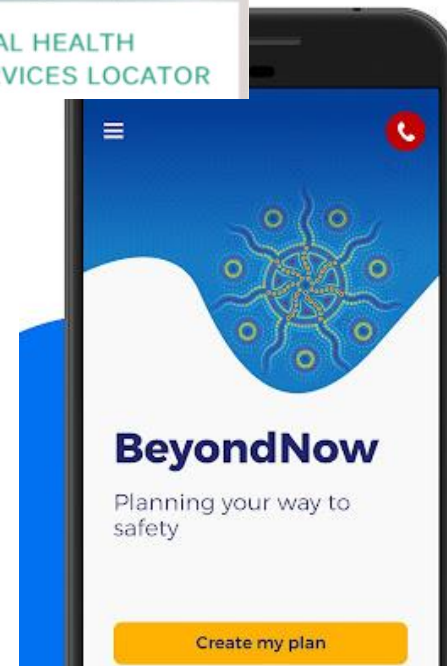 AL HEALTH
VICES LOCATOR
BeyondNow
Planning your way to
safety
Create my plan